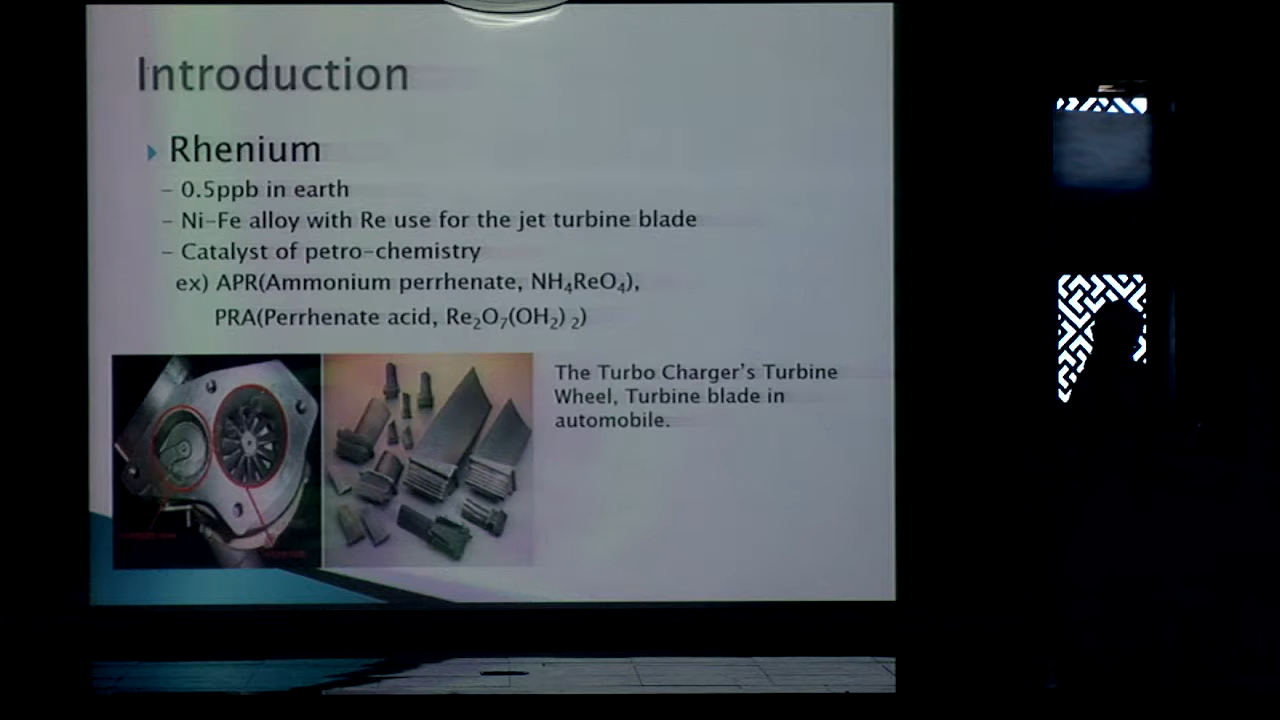 Introduction
Rhenium
– 0.5ppb in earth
– Ni-Fe alloy with Re use for the jet turbine blade
– Catalyst of petro-chemistry
ex) APR(Ammonium perrhenate, NH₄ReO₄),
PRA(Perrhenate acid, Re₂O₇(OH₂) ₂)
The Turbo Charger's Turbine
Wheel, Turbine blade in
automobile.